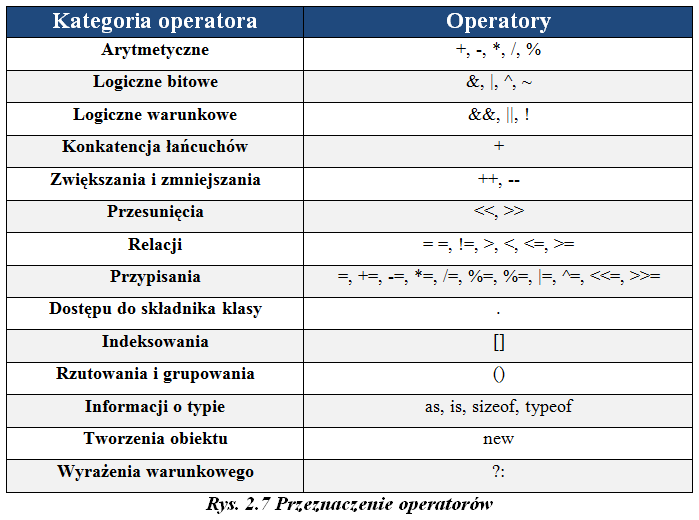 Kategoria operatora Operatory
Arytmetyczne +, -, *, /, %
Logiczne bitowe &, |, ^, ~
Logiczne warunkowe &&, ||, !
Konkatencja łańcuchów +
Zwiększania i zmniejszania ++, --
Przesunięcia <<, >>
Relacji = =, !=, >, <, <=, >=
Przypisania =, +=, -=, *=, /=, %=, %=, |=, ^=, <<=, >>=
Dostępu do składnika klasy .
Indeksowania []
Rzutowania i grupowania ()
Informacji o typie as, is, sizeof, typeof
Tworzenia obiektu new
Wyrażenia warunkowego ?:
Rys. 2.7 Przeznaczenie operatorów